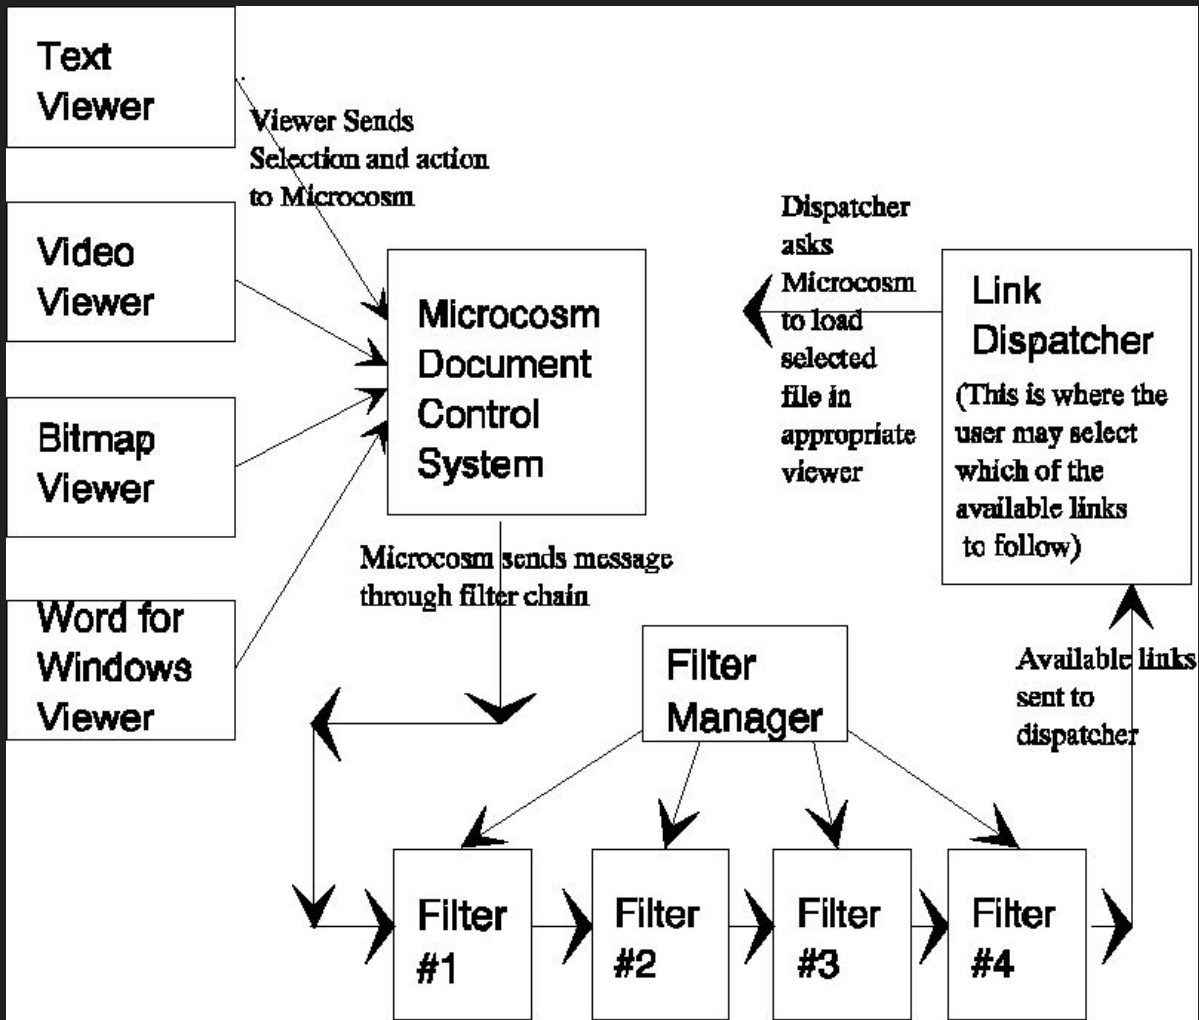 Text
Viewer
Viewer Sends
Selection and action
to Microcosm
Video
Viewer
Bitmap
Viewer
Word for
Windows
Viewer
Microcosm
Document
Control
System
Dispatcher
asks
Microcosm
to load
selected
file in
appropriate
viewer
Link
Dispatcher
(This is where the
user may select
which of the
available links
to follow)
Microcosm sends message
through filter chain
Filter
Manager
Available links
sent to
dispatcher
Filter
#1
Filter
#2
Filter
#3
Filter
#4